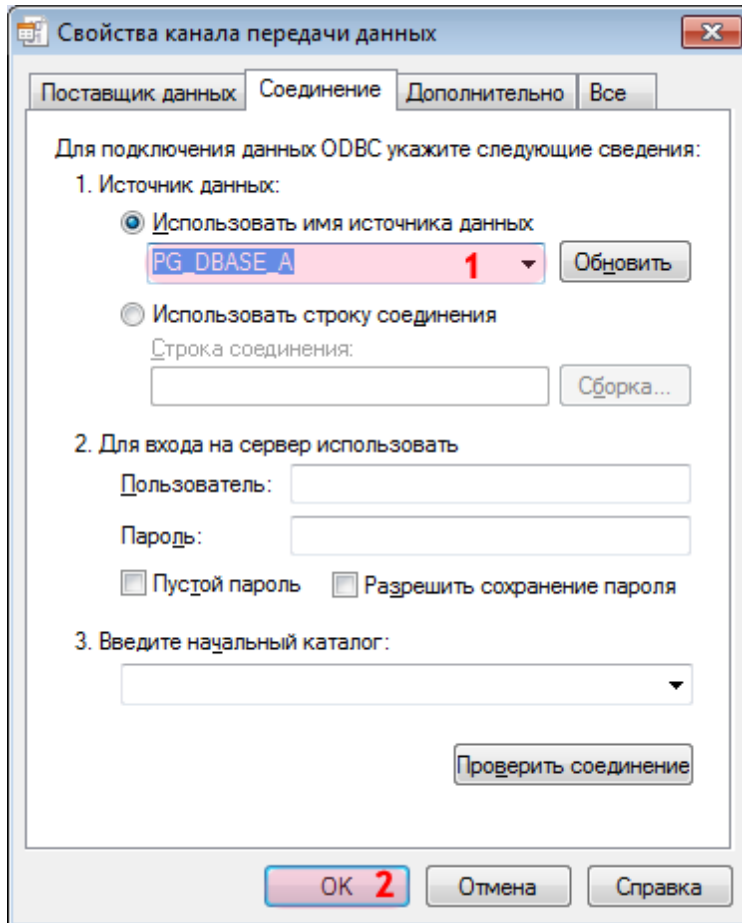 Свойства канала передачи данных
Поставщик данных Соединение Дополнительно Все
Для подключения данных ODBC укажите следующие сведения:
1. Источник данных:
Использовать имя источника данных
PG_DBASE_A 1 Обновить
Использовать строку соединения
Строка соединения:
Сборка...
2. Для входа на сервер использовать
Пользователь:
Пароль:
Пустой пароль Разрешить сохранение пароля
3. Введите начальный каталог:
Проверить соединение
OK 2 Отмена Справка